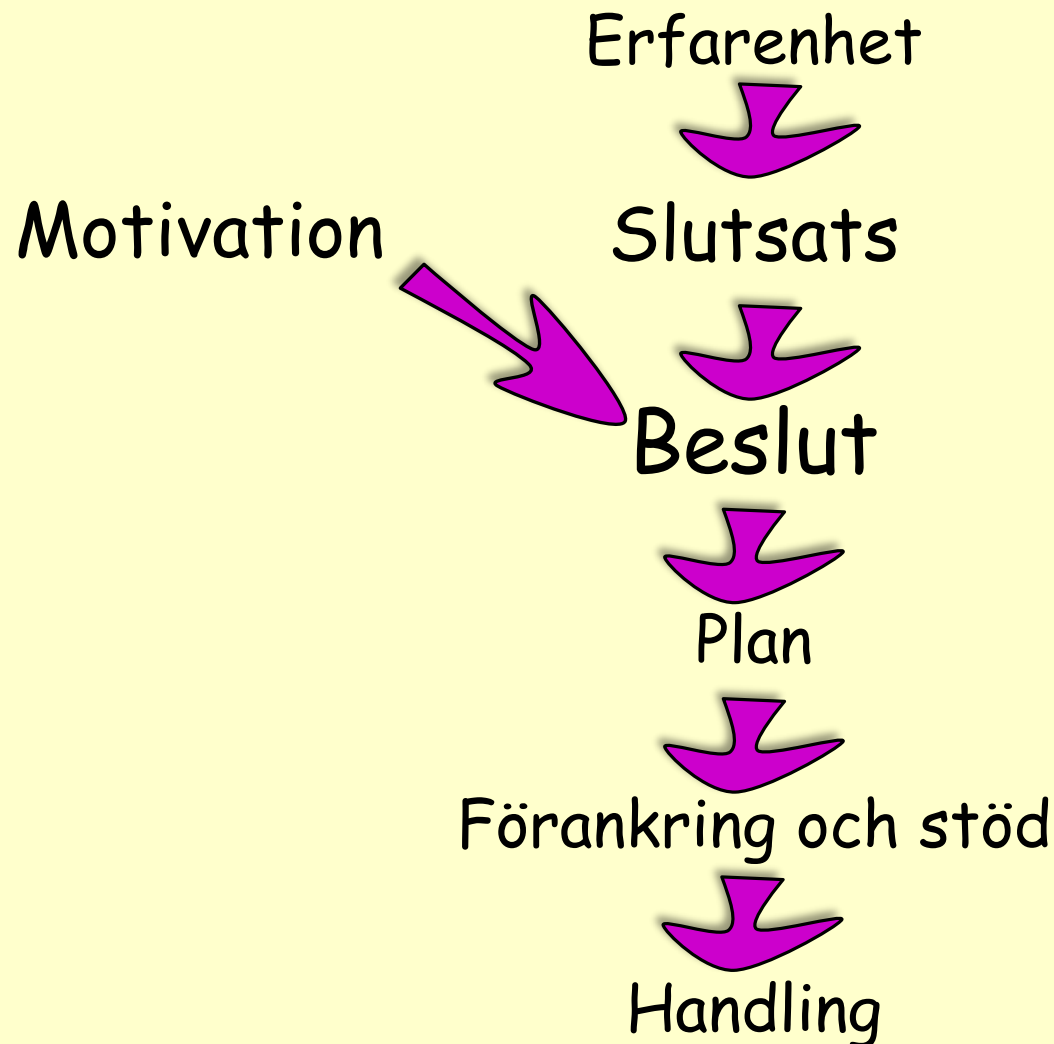 Erfarenhet
Motivation
Slutsats
Beslut
Plan
Förankring och stöd
Handling